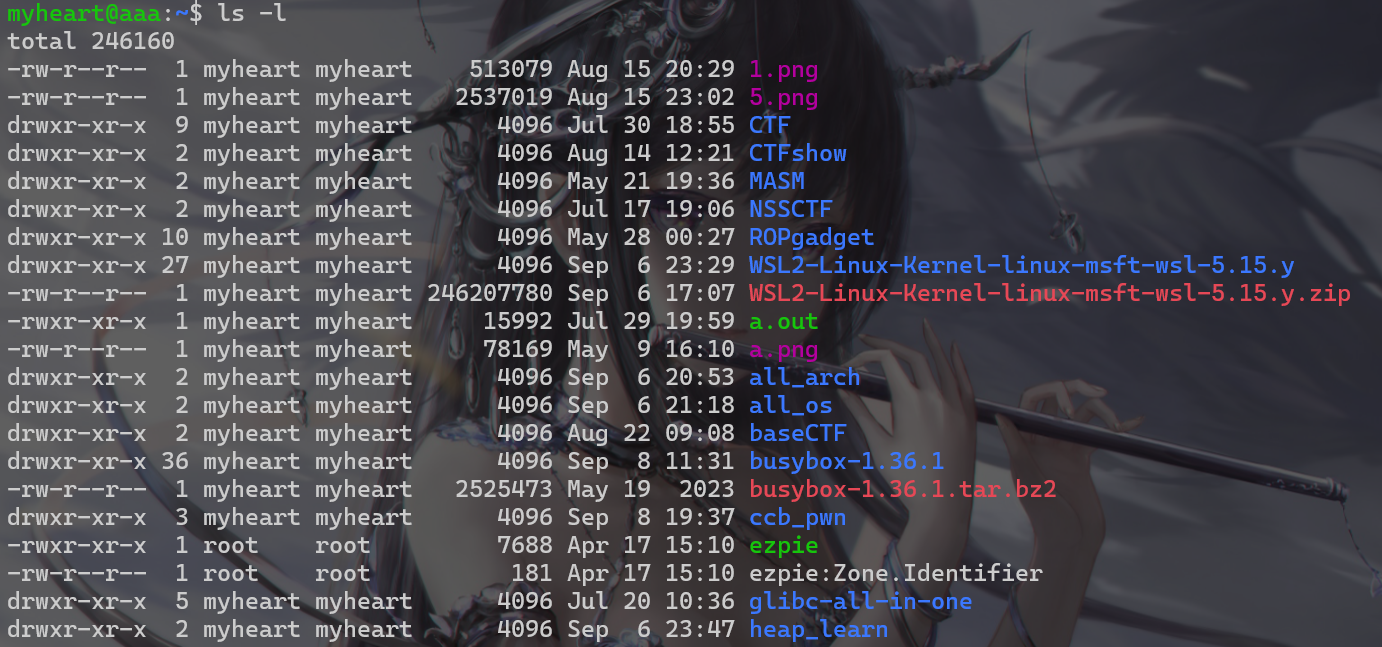 myheart@aaa:~$ ls -l
total 246160
-rw-r--r--  1 myheart myheart    513079 Aug 15 20:29 1.png
-rw-r--r--  1 myheart myheart   2537019 Aug 15 23:02 5.png
drwxr-xr-x  9 myheart myheart      4096 Jul 30 18:55 CTF
drwxr-xr-x  2 myheart myheart      4096 Aug 14 12:21 CTFshow
drwxr-xr-x  2 myheart myheart      4096 May 21 19:36 MASM
drwxr-xr-x  2 myheart myheart      4096 Jul 17 19:06 NSSCTF
drwxr-xr-x 10 myheart myheart      4096 May 28 00:27 ROPgadget
drwxr-xr-x 27 myheart myheart      4096 Sep  6 23:29 WSL2-Linux-Kernel-linux-msft-wsl-5.15.y
-rw-r--r--  1 myheart myheart 246207780 Sep  6 17:07 WSL2-Linux-Kernel-linux-msft-wsl-5.15.y.zip
-rwxr-xr-x  1 myheart myheart     15992 Jul 29 19:59 a.out
-rw-r--r--  1 myheart myheart     78169 May  9 16:10 a.png
drwxr-xr-x  2 myheart myheart      4096 Sep  6 20:53 all_arch
drwxr-xr-x  2 myheart myheart      4096 Sep  6 21:18 all_os
drwxr-xr-x  2 myheart myheart      4096 Aug 22 09:08 baseCTF
drwxr-xr-x 36 myheart myheart      4096 Sep  8 11:31 busybox-1.36.1
-rw-r--r--  1 myheart myheart   2525473 May 19  2023 busybox-1.36.1.tar.bz2
drwxr-xr-x  3 myheart myheart      4096 Sep  8 19:37 ccb_pwn
-rwxr-xr-x  1 root    root         7688 Apr 17 15:10 ezpie
-rw-r--r--  1 root    root          181 Apr 17 15:10 ezpie:Zone.Identifier
drwxr-xr-x  5 myheart myheart      4096 Jul 20 10:36 glibc-all-in-one
drwxr-xr-x  2 myheart myheart      4096 Sep  6 23:47 heap_learn